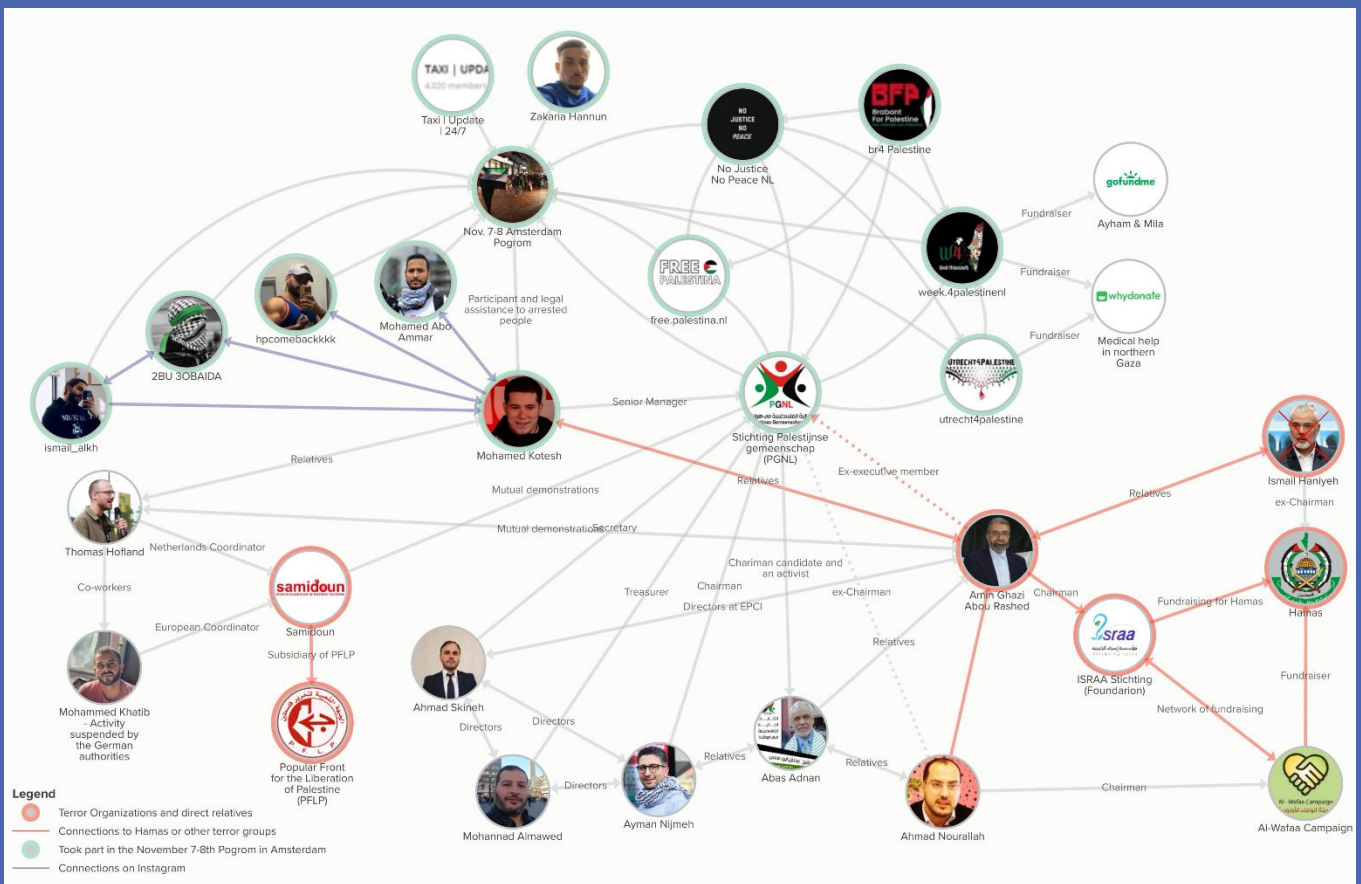 TAXI | UPDA
4,020 members
Taxi | Update
| 24/7
Zakaria Hannun
NO
JUSTICE
NO
PEACE
No Justice
No Peace NL
BFP
Brabant
For Palestine
br4 Palestine
gofundme
Ayham & Mila
Fundraiser
Nov. 7-8 Amsterdam
Pogrom
FREE
PALESTINA
free.palestina.nl
W4
week.4palestinenl
Fundraiser
whydonate
Medical help
in northern
Gaza
Fundraiser
hpcomebackkkk
Mohamed Abo
Ammar
Participant and legal
assistance to arrested
people
2BU 3OBAIDA
UTRECHT4PALESTINE
utrecht4palestine
ismail_alkh
Mohamed Kotesh
Senior Manager
PGNL
Stichting Palestijnse
gemeenschap
(PGNL)
Ismail Haniyeh
Relatives
Ex-executive member
Relatives
Relatives
ex-Chairman
Mutual demonstrations
Thomas Hofland
Netherlands Coordinator
Mutual demonstrations
Secretary
Co-workers
samidoun
Samidoun
European Coordinator
Subsidiary of PFLP
Chariman candidate and
an activist
Treasurer
Chairman
Directors at EPCI
ex-Chairman
Amin Ghazi
Abou Rashed
Chairman
Fundraising for Hamas
Hamas
Israa
ISRAA Stichting
(Foundarion)
Relatives
Fundraiser
Network of fundraising
Mohammed Khatib
- Activity
suspended by
the German
authorities
P F L P
Popular Front
for the Liberation
of Palestine
(PFLP)
Ahmad Skineh
Directors
Directors
Directors
Mohannad Almawed
Ayman Nijmeh
Relatives
Abas Adnan
Relatives
Ahmad Nourallah
Chairman
Al - Wafaa Campaign
Al-Wafaa Campaign
Legend
Terror Organizations and direct relatives
Connections to Hamas or other terror groups
Took part in the November 7-8th Pogrom in Amsterdam
Connections on Instagram